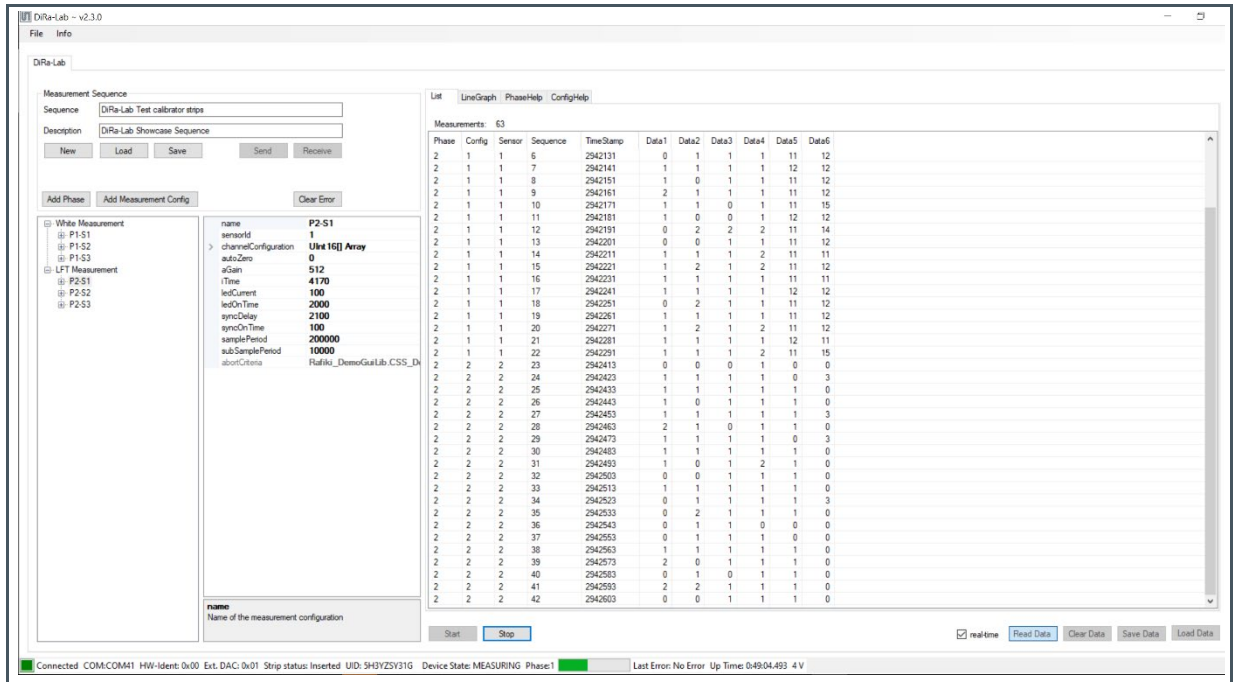 DiRa-Lab - v2.3.0
File Info
DiRa-Lab
Measurement Sequence
Sequence DiRa-Lab Test calibrator strips
Description DiRa-Lab Showcase Sequence
New Load Save Send Receive
Add Phase Add Measurement Config Clear Error
White Measurement
P1-S1
P1-S2
P1-S3
LFT Measurement
P2-S1
P2-S2
P2-S3
name P2-S1
sensorId 1
channelConfiguration UInt16[] Array
autoZero 0
aGain 512
iTime 4170
ledCurrent 100
ledOnTime 2000
syncDelay 2100
syncOnTime 100
samplePeriod 200000
subSamplePeriod 10000
abortCriteria Rafiki_DemoGuiLib.CSS_De
name
Name of the measurement configuration
List LineGraph PhaseHelp ConfigHelp
Measurements: 63
Phase Config Sensor Sequence TimeStamp Data1 Data2 Data3 Data4 Data5 Data6
2 1 1 6 2942131 0 1 1 1 11 12
2 1 1 7 2942141 1 1 1 1 12 12
2 1 1 8 2942151 1 0 1 1 11 12
2 1 1 9 2942161 2 1 1 1 11 12
2 1 1 10 2942171 1 1 0 1 11 15
2 1 1 11 2942181 1 0 0 1 12 12
2 1 1 12 2942191 0 2 2 2 11 14
2 1 1 13 2942201 0 0 1 1 11 12
2 1 1 14 2942211 1 1 1 2 11 11
2 1 1 15 2942221 1 2 1 2 11 12
2 1 1 16 2942231 1 1 1 1 11 11
2 1 1 17 2942241 1 1 1 1 12 12
2 1 1 18 2942251 0 2 1 1 11 12
2 1 1 19 2942261 1 1 1 1 11 12
2 1 1 20 2942271 1 2 1 2 11 12
2 1 1 21 2942281 1 1 1 1 12 11
2 1 1 22 2942291 1 1 1 2 11 15
2 2 2 23 2942413 0 0 0 1 0 0
2 2 2 24 2942423 1 1 1 1 0 3
2 2 2 25 2942433 1 1 1 1 1 0
2 2 2 26 2942443 1 0 1 1 1 0
2 2 2 27 2942453 1 1 1 1 1 3
2 2 2 28 2942463 2 1 0 1 1 0
2 2 2 29 2942473 1 1 1 1 0 3
2 2 2 30 2942483 1 1 1 1 1 0
2 2 2 31 2942493 1 0 1 2 1 0
2 2 2 32 2942503 0 0 1 1 1 0
2 2 2 33 2942513 1 1 1 1 1 0
2 2 2 34 2942523 0 1 1 1 1 3
2 2 2 35 2942533 0 2 1 1 1 0
2 2 2 36 2942543 0 1 1 0 0 0
2 2 2 37 2942553 0 1 1 1 0 0
2 2 2 38 2942563 1 1 1 1 1 0
2 2 2 39 2942573 2 0 1 1 1 0
2 2 2 40 2942583 0 1 0 1 1 0
2 2 2 41 2942593 2 2 1 1 1 0
2 2 2 42 2942603 0 0 1 1 1 0
Start Stop real-time Read Data Clear Data Save Data Load Data
Connected COM:COM41 HW-Ident: 0x00 Ext. DAC: 0x01 Strip status: Inserted UID: 5H3YZSY31G Device State: MEASURING Phase:1 Last Error: No Error Up Time: 0:49:04.493 4 V